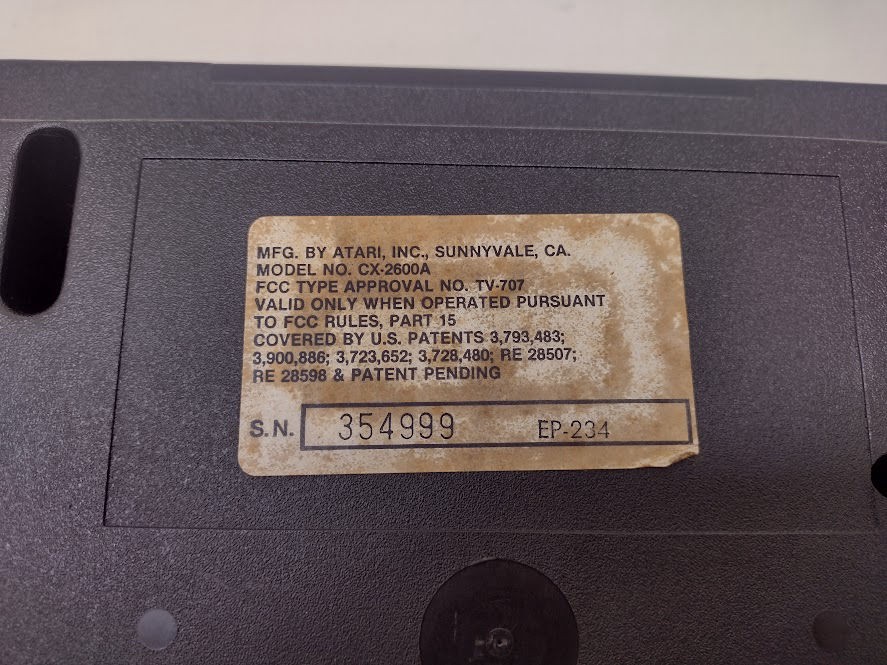 MFG. BY ATARI, INC., SUNNYVALE, CA.
MODEL NO. CX-2600A
FCC TYPE APPROVAL NO. TV-707
VALID ONLY WHEN OPERATED PURSUANT
TO FCC RULES, PART 15
COVERED BY U.S. PATENTS 3,793,483;
3,900,886; 3,723,652; 3,728,480; RE 28507;
RE 28598 & PATENT PENDING
S.N. 354999 EP-234